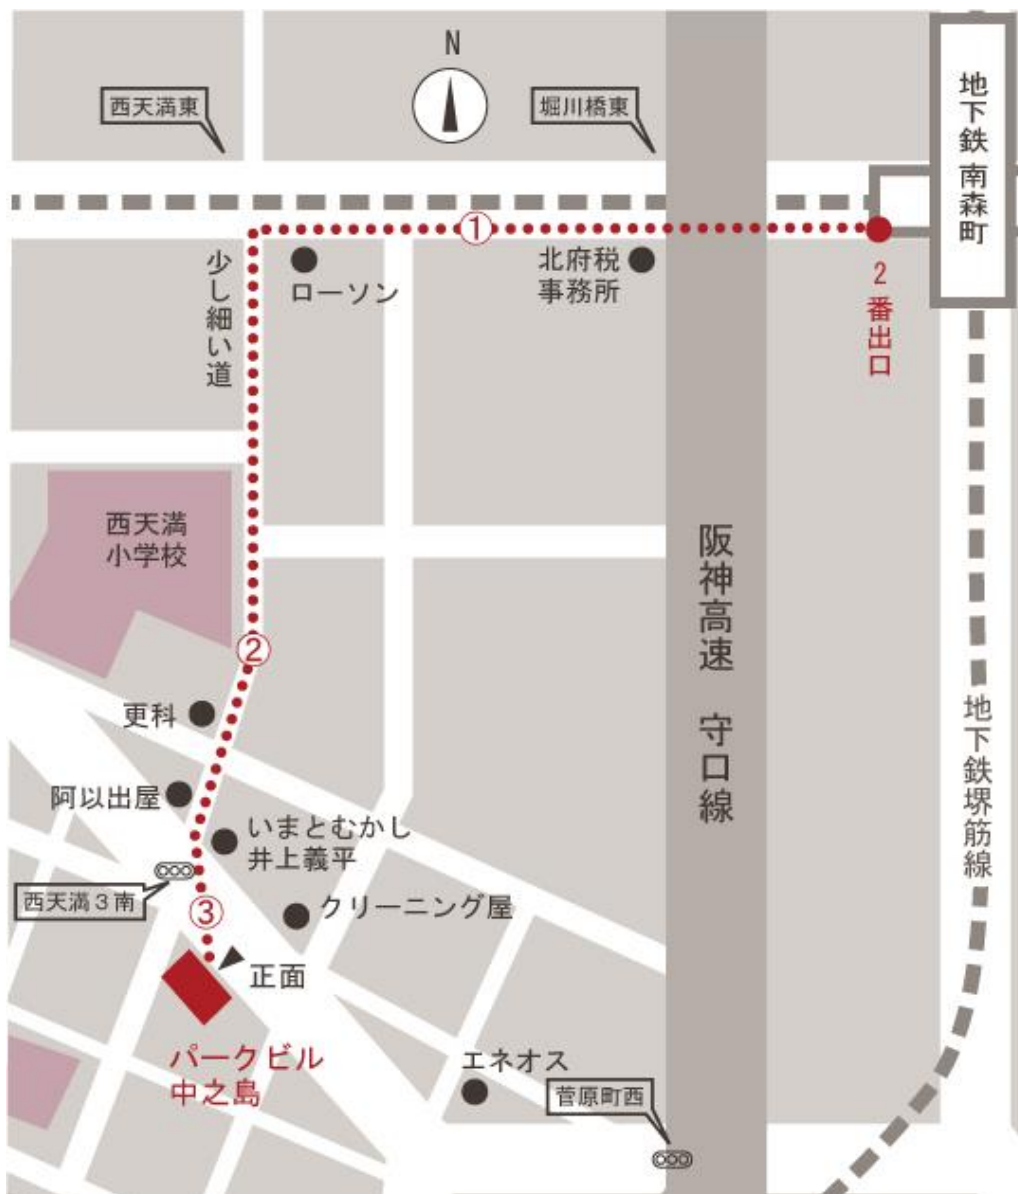 N
西天満東
堀川橋東
地下鉄 南森町
①
2番出口
少し細い道
ローソン
北府税
事務所
西天満
小学校
阪神高速 守口線
②
更科
地下鉄堺筋線
阿以出屋
いまとむかし
井上義平
西天満3南
③
クリーニング屋
正面
パークビル
中之島
エネオス
菅原町西